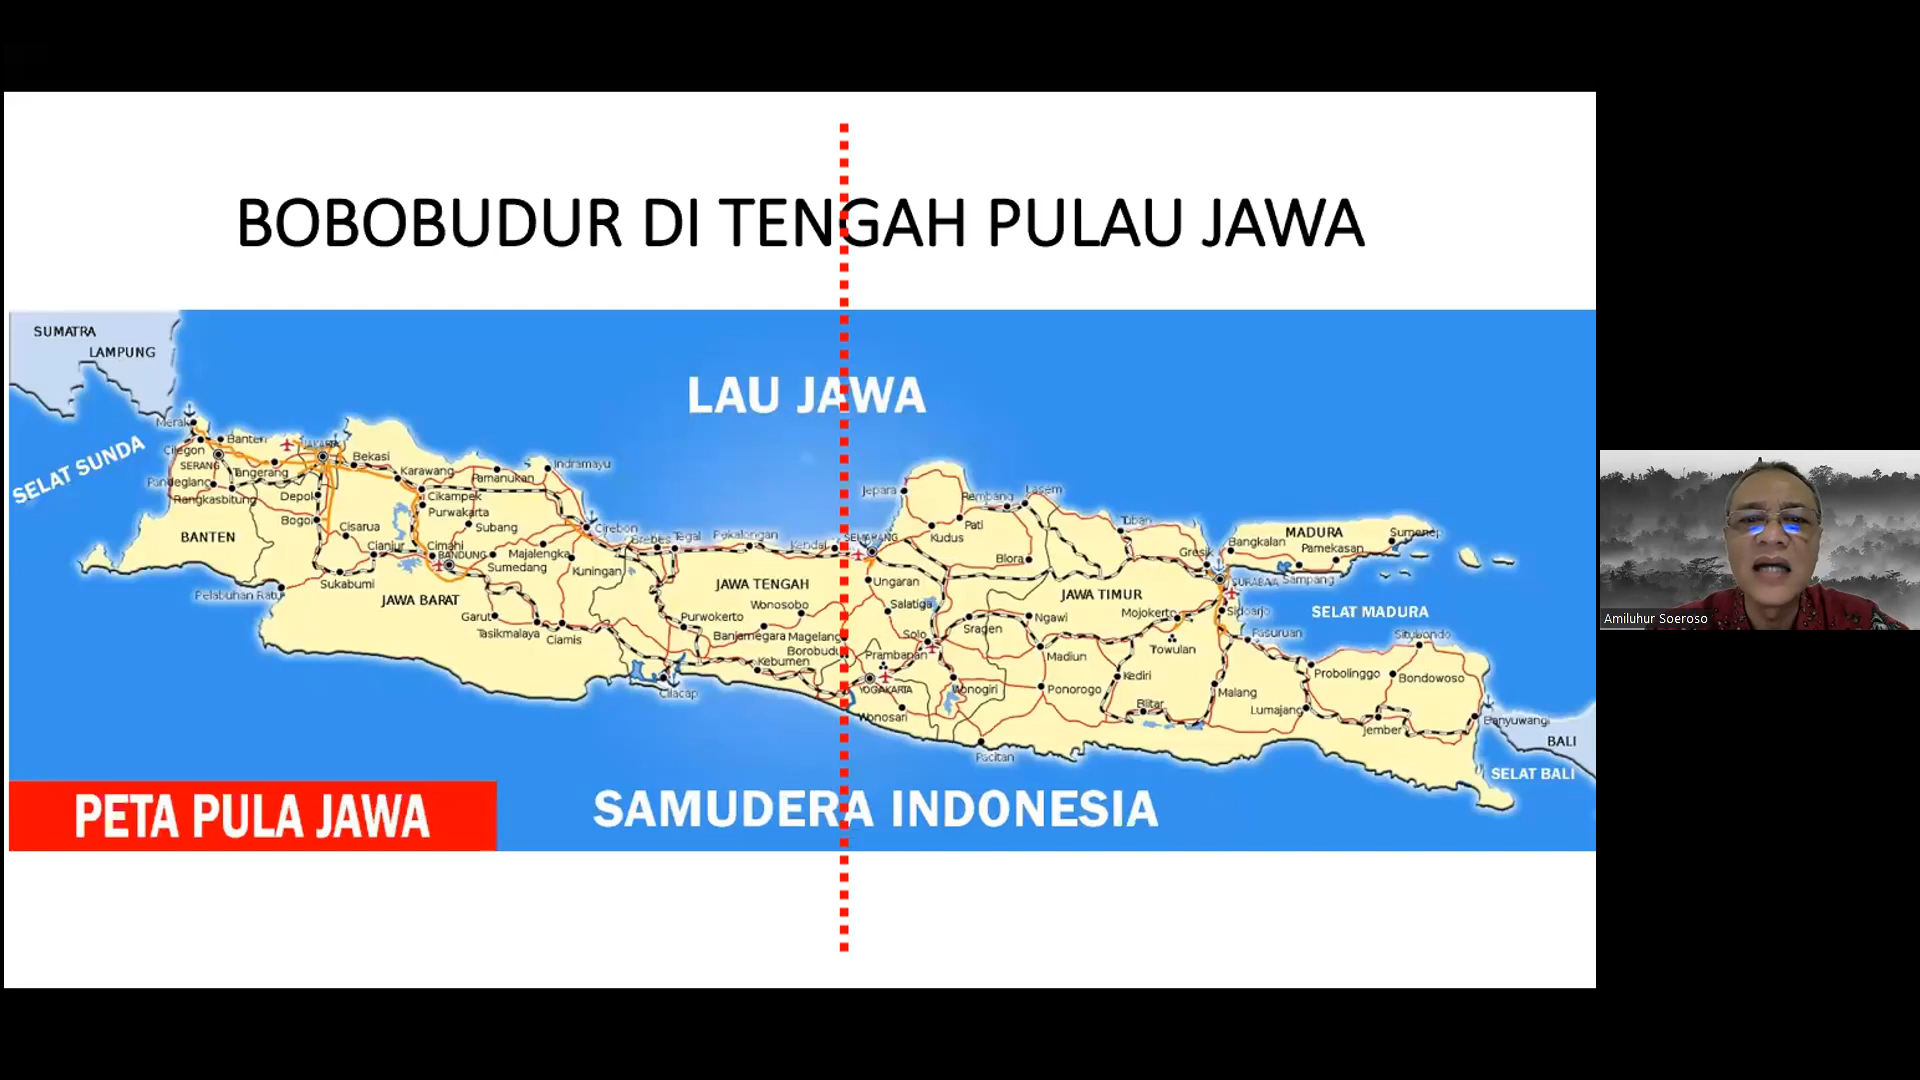 BOBOBUDUR DI TENGAH PULAU JAWA
SUMATRA
LAMPUNG
LAU JAWA
SELAT SUNDA
Merak
Cilegon
Banten
SERANG
Tangerang
JAKARTA
Bekasi
Karawang
Pamanukan
Indramayu
Pandeglang
Rangkasbitung
Depok
Cikampek
Purwakarta
Bogor
Cisarua
Subang
Cirebon
BANTEN
Cianjur
Cimahi
BANDUNG
Majalengka
Sumedang
Kuningan
Sukabumi
Pelabuhan Ratu
JAWA BARAT
Garut
Tasikmalaya
Ciamis
Brebes
Tegal
Pekalongan
Kendal
SEMARANG
Jepara
Rembang
Lasem
Pati
Kudus
Blora
Tuban
Gresik
Bangkalan
MADURA
Pamekasan
Sumenep
SURABAYA
Sampang
JAWA TENGAH
Wonosobo
Ungaran
Salatiga
JAWA TIMUR
Mojokerto
Sidoarjo
SELAT MADURA
Purwokerto
Banjarnegara
Magelang
Borobudur
Kebumen
Solo
Sragen
Ngawi
Prambanan
Madiun
Towulan
Pasuruan
Situbondo
Cilacap
YOGYAKARTA
Wonogiri
Ponorogo
Kediri
Malang
Probolinggo
Bondowoso
Wonosari
Blitar
Lumajang
Jember
Banyuwangi
Pacitan
BALI
SELAT BALI
PETA PULA JAWA
SAMUDERA INDONESIA
Amiluhur Soeroso